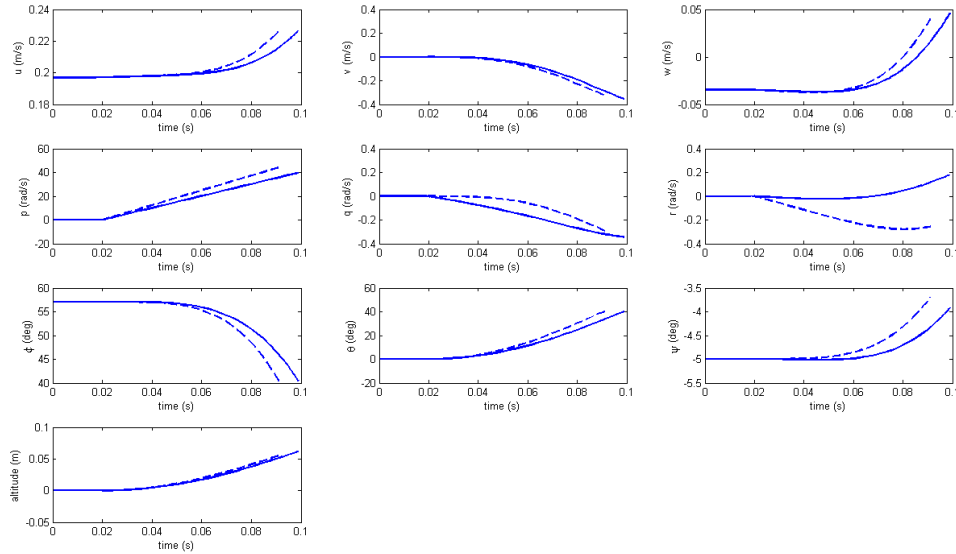 u (m/s)
0.24
0.22
0.2
0.18
0 0.02 0.04 0.06 0.08 0.1
time (s)
v (m/s)
0.4
0.2
0
-0.2
-0.4
0 0.02 0.04 0.06 0.08 0.1
time (s)
w (m/s)
0.05
0
-0.05
0 0.02 0.04 0.06 0.08 0.1
time (s)
p (rad/s)
60
40
20
0
20
0 0.02 0.04 0.06 0.08 0.1
time (s)
q (rad/s)
0.4
0.2
0
-0.2
-0.4
0 0.02 0.04 0.06 0.08 0.1
time (s)
r (rad/s)
0.4
0.2
0
-0.2
-0.4
0 0.02 0.04 0.06 0.08 0.1
time (s)
ϕ (deg)
60
55
50
45
40
0 0.02 0.04 0.06 0.08 0.1
time (s)
θ (deg)
60
40
20
0
-20
0 0.02 0.04 0.06 0.08 0.1
time (s)
ψ (deg)
-3.5
-4
-4.5
-5
-5.5
0 0.02 0.04 0.06 0.08 0.1
time (s)
altitude (m)
0.1
0.05
0
-0.05
0 0.02 0.04 0.06 0.08 0.1
time (s)